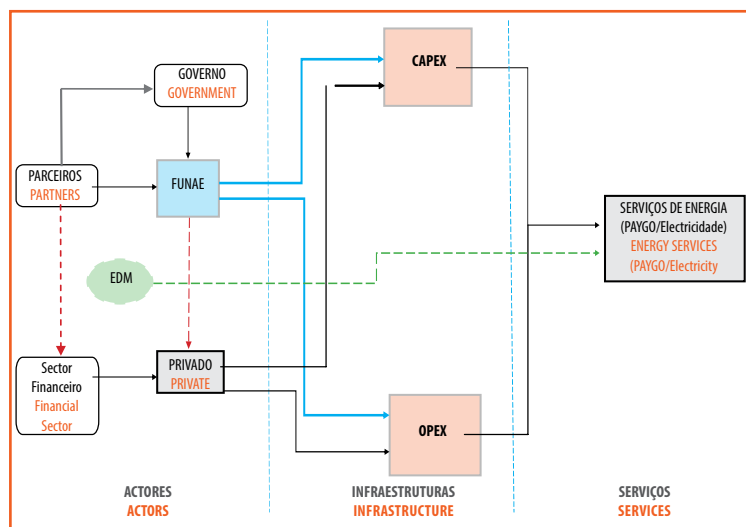 GOVERNO
GOVERNMENT
CAPEX
PARCEIROS
PARTNERS
FUNAE
SERVIÇOS DE ENERGIA
(PAYGO/Electricidade)
ENERGY SERVICES
(PAYGO/Electricity
EDM
Sector
Financeiro
Financial
Sector
PRIVADO
PRIVATE
OPEX
ACTORES
ACTORS
INFRAESTRUTURAS
INFRASTRUCTURE
SERVIÇOS
SERVICES